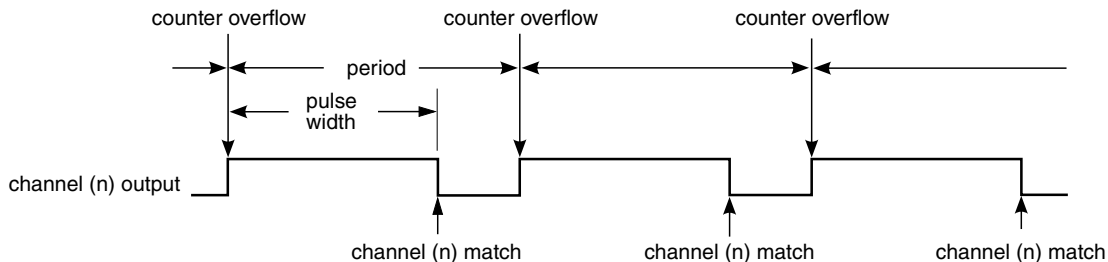 counter overflow
counter overflow
counter overflow
period
pulse
width
channel (n) output
channel (n) match
channel (n) match
channel (n) match